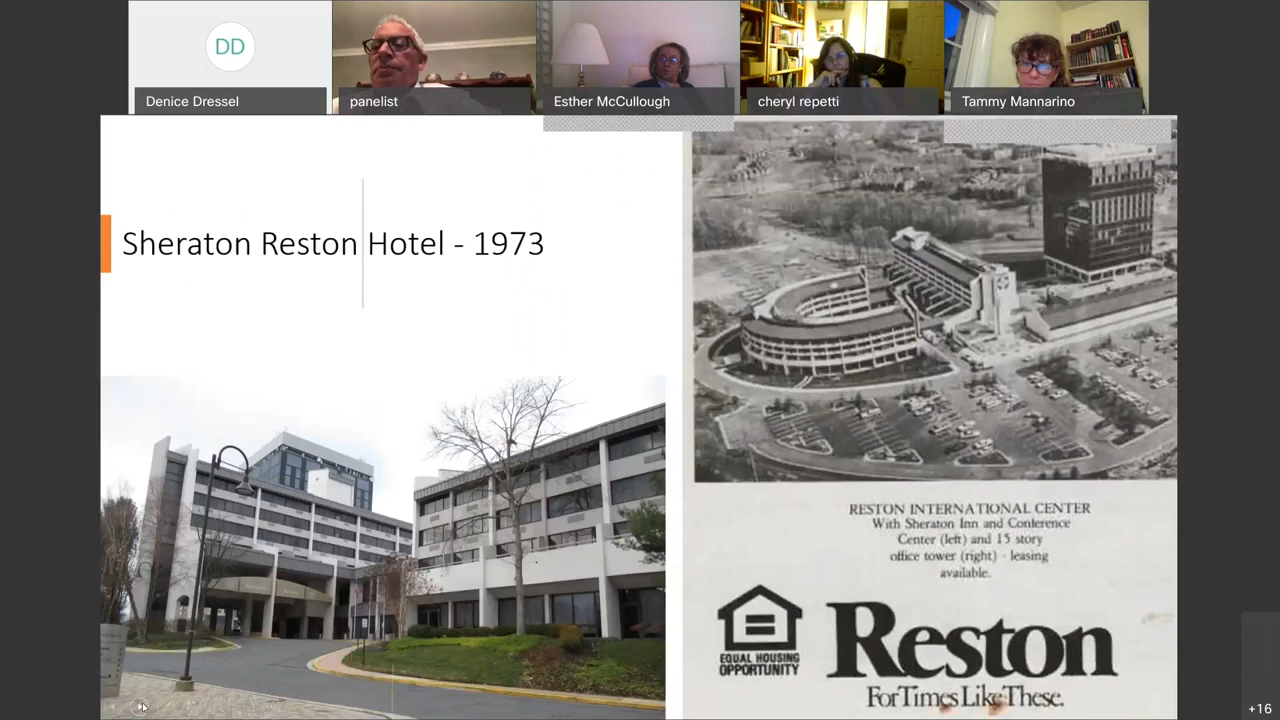 DD
Denice Dressel
panelist
Esther McCullough
cheryl repetti
Tammy Mannarino
Sheraton Reston Hotel - 1973
RESTON INTERNATIONAL CENTER
With Sheraton Inn and Conference
Center (left) and 15 story
office tower (right) - leasing
available.
EQUAL HOUSING
OPPORTUNITY
Reston
For Times Like These.
+16